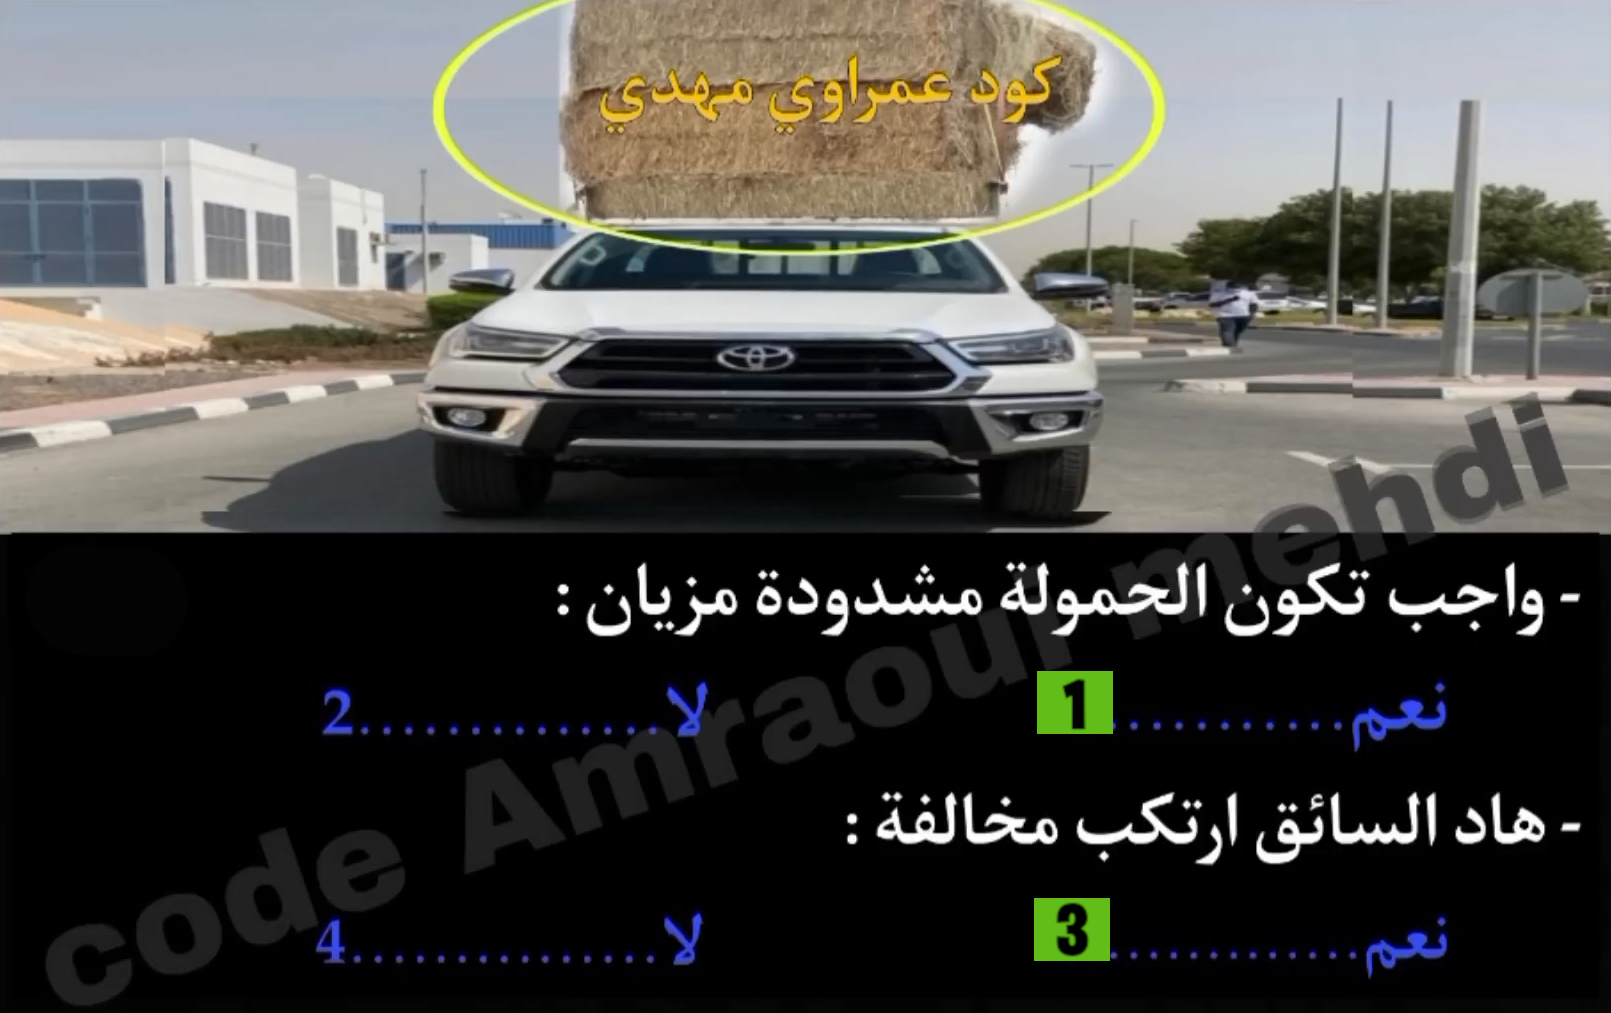 كود عمراوي مهدي
- واجب تكون الحمولة مشدودة مزيان :
نعم...........1 لا..............2
- هاد السائق ارتكب مخالفة :
نعم............3 لا...............4
code Amraoui mehdi